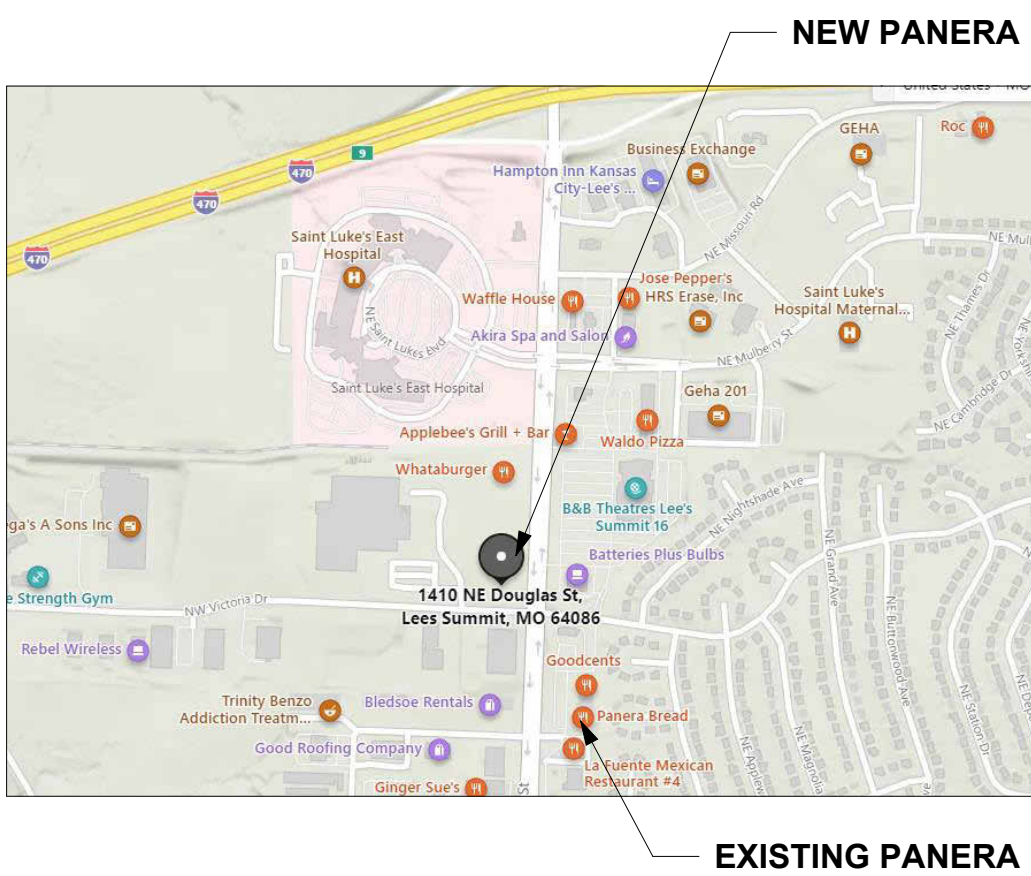 NEW PANERA
United States
470
9
470
470
GEHA
Roc
Business Exchange
Hampton Inn Kansas
City-Lee's ...
NE Missouri Rd
Saint Luke's East
Hospital
H
NE Saint Lukes Blvd
Saint Luke's East Hospital
Waffle House
Jose Pepper's
HRS Erase, Inc
Akira Spa and Salon
Saint Luke's
Hospital Maternal...
H
NE Mulberry St
NE Mul
NE Thames Dr
NE Cambridge Dr
Geha 201
Applebee's Grill + Bar
Waldo Pizza
Whataburger
B&B Theatres Lee's
Summit 16
NE Nightshade Ave
ega's A Sons Inc
e Strength Gym
Batteries Plus Bulbs
1410 NE Douglas St,
Lees Summit, MO 64086
NW Victoria Dr
NE Grand Ave
NE Buttonwood Ave
NE Station Dr
Rebel Wireless
Goodcents
Trinity Benzo
Addiction Treatm...
Bledsoe Rentals
Panera Bread
Good Roofing Company
La Fuente Mexican
Restaurant #4
Ginger Sue's
St
NE Applew
NE Magnolia
EXISTING PANERA